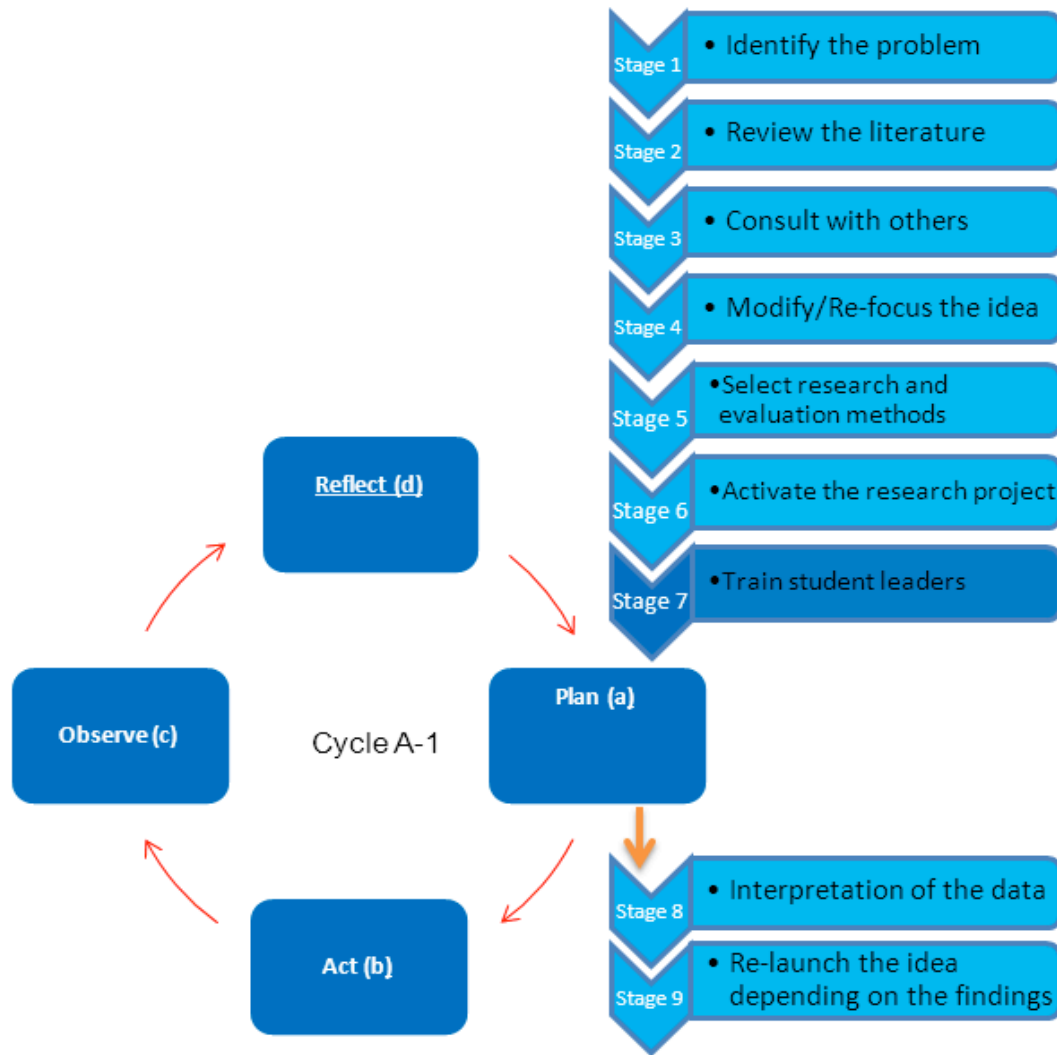 Stage 1
• Identify the problem
Stage 2
• Review the literature
Stage 3
• Consult with others
Stage 4
• Modify/Re-focus the idea
Stage 5
•Select research and
evaluation methods
Stage 6
•Activate the research project
Stage 7
•Train student leaders
Reflect (d)
Plan (a)
Observe (c)
Cycle A-1
Act (b)
Stage 8
• Interpretation of the data
Stage 9
• Re-launch the idea
depending on the findings